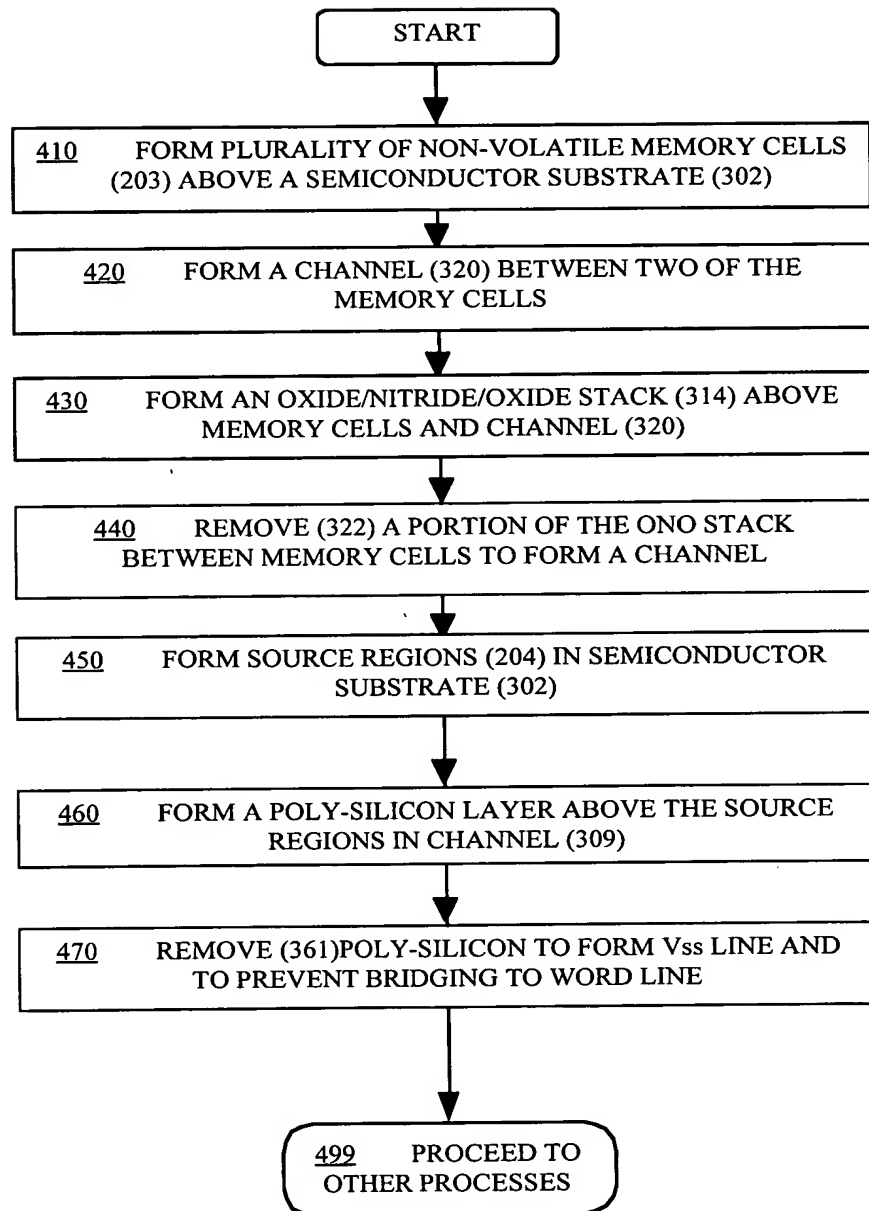 START
410 FORM PLURALITY OF NON-VOLATILE MEMORY CELLS
(203) ABOVE A SEMICONDUCTOR SUBSTRATE (302)
420 FORM A CHANNEL (320) BETWEEN TWO OF THE
MEMORY CELLS
430 FORM AN OXIDE/NITRIDE/OXIDE STACK (314) ABOVE
MEMORY CELLS AND CHANNEL (320)
440 REMOVE (322) A PORTION OF THE ONO STACK
BETWEEN MEMORY CELLS TO FORM A CHANNEL
450 FORM SOURCE REGIONS (204) IN SEMICONDUCTOR
SUBSTRATE (302)
460 FORM A POLY-SILICON LAYER ABOVE THE SOURCE
REGIONS IN CHANNEL (309)
470 REMOVE (361)POLY-SILICON TO FORM Vss LINE AND
TO PREVENT BRIDGING TO WORD LINE
499 PROCEED TO
OTHER PROCESSES